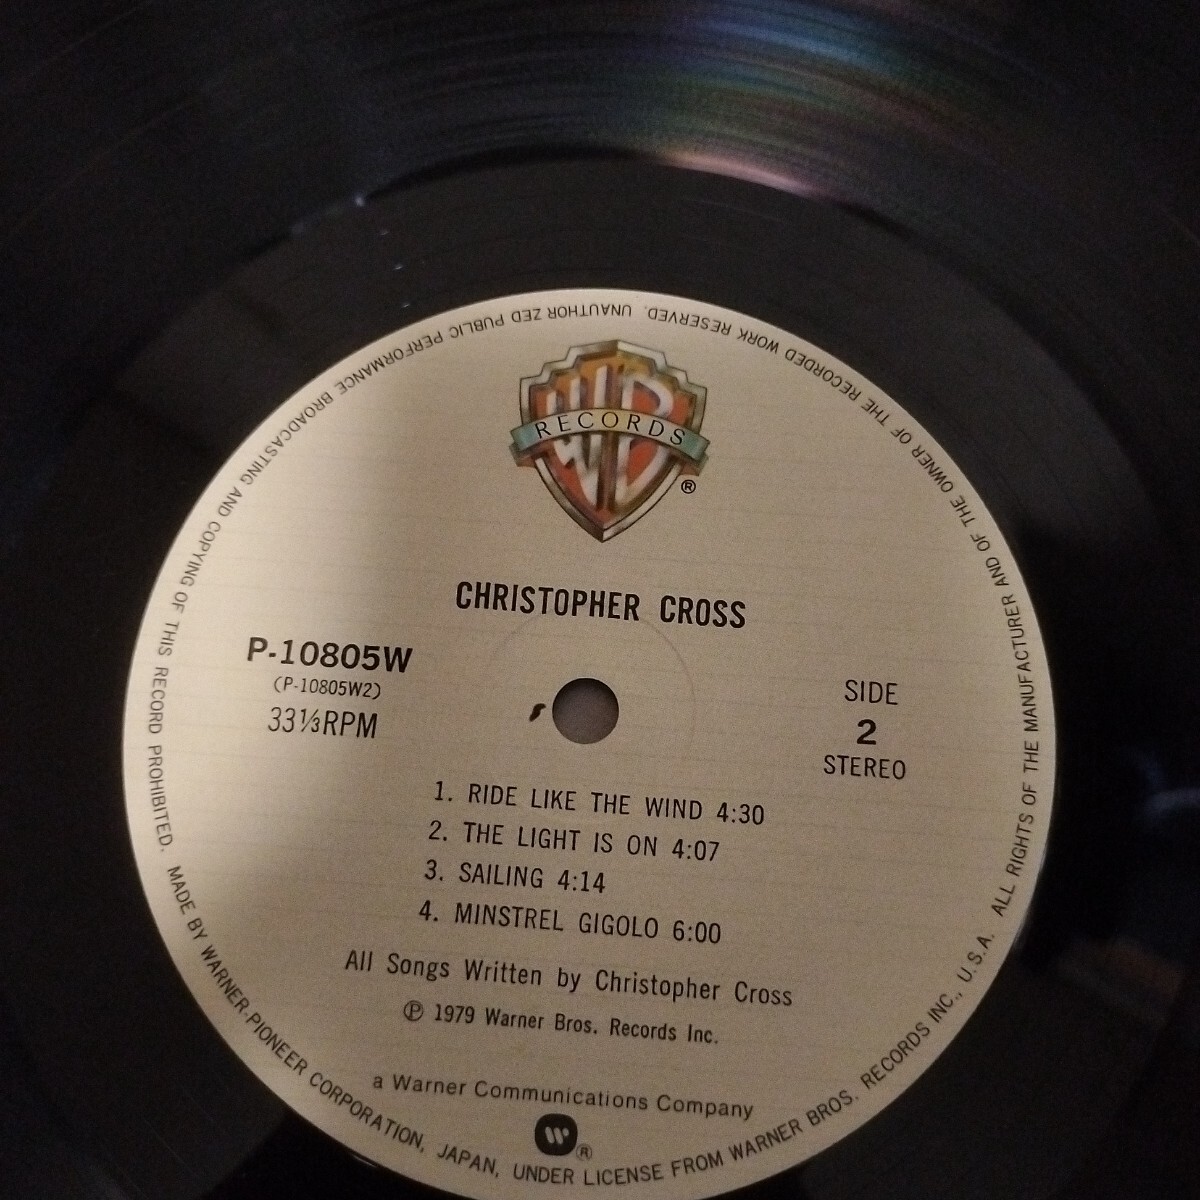 WB
RECORDS
®
CHRISTOPHER CROSS
P-10805W
(P-10805W2)
33⅓RPM
SIDE
2
STEREO
1. RIDE LIKE THE WIND 4:30
2. THE LIGHT IS ON 4:07
3. SAILING 4:14
4. MINSTREL GIGOLO 6:00
All Songs Written by Christopher Cross
℗ 1979 Warner Bros. Records Inc.
a Warner Communications Company
®
MADE BY WARNER-PIONEER CORPORATION, JAPAN, UNDER LICENSE FROM WARNER BROS. RECORDS INC., U.S.A. ALL RIGHTS OF THE MANUFACTURER AND OF THE OWNER OF THE RECORDED WORK RESERVED. UNAUTHOR ZED PUBLIC PERFORMANCE BROADCASTING AND COPYING OF THIS RECORD PROHIBITED.